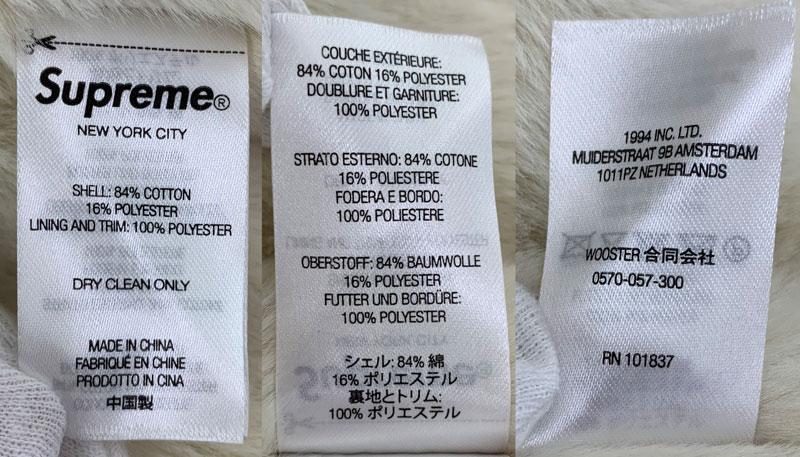 Supreme®
NEW YORK CITY
SHELL: 84% COTTON
16% POLYESTER
LINING AND TRIM: 100% POLYESTER
DRY CLEAN ONLY
MADE IN CHINA
FABRIQUÉ EN CHINE
PRODOTTO IN CINA
中国製
COUCHE EXTÉRIEURE:
84% COTON 16% POLYESTER
DOUBLURE ET GARNITURE:
100% POLYESTER
STRATO ESTERNO: 84% COTONE
16% POLIESTERE
FODERA E BORDO:
100% POLIESTERE
OBERSTOFF: 84% BAUMWOLLE
16% POLYESTER
FUTTER UND BORDÜRE:
100% POLYESTER
シェル: 84% 綿
16% ポリエステル
裏地とトリム:
100% ポリエステル
1994 INC. LTD.
MUIDERSTRAAT 9B AMSTERDAM
1011PZ NETHERLANDS
WOOSTER 合同会社
0570-057-300
RN 101837